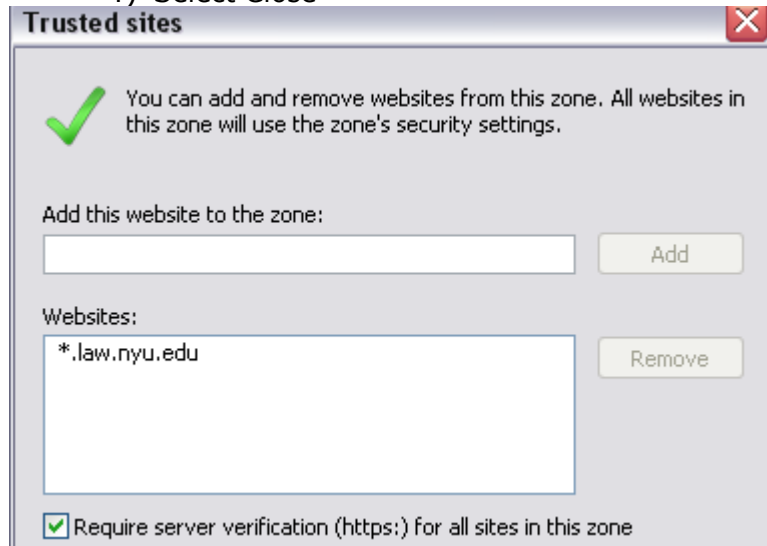 Select Close
Trusted sites
You can add and remove websites from this zone. All websites in
this zone will use the zone's security settings.
Add this website to the zone:
Add
Websites:
*.law.nyu.edu
Remove
Require server verification (https:) for all sites in this zone